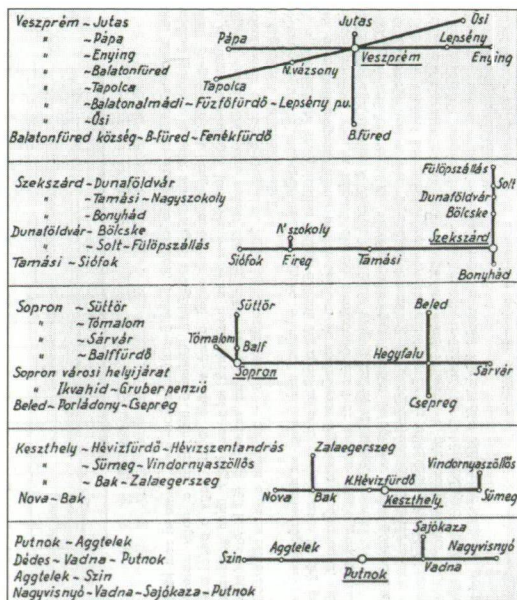 Veszprém ~ Jutas
" ~Pápa
" ~Enying
" ~Balatonfüred
" ~Tapolca
" ~Balatonalmádi - Fűzfőfürdő ~ Lepsény pu.
" ~Ősi
Balatonfüred község ~ B-füred ~ Fenékfürdő
Jutas
Ősi
Pápa
Lepsény
Veszprém
Enying
N.vázsony
Tapolca
B.füred
Szekszárd - Dunaföldvár
" - Tamási ~ Nagyszokoly
" - Bonyhád
Dunaföldvár - Bölcske
" ~ Solt - Fülöpszállás
Tamási ~ Siófok
Fülöpszállás
Solt
Dunaföldvár
Bölcske
N'szokoly
Szekszárd
Siófok
Eireg
Tamási
Bonyhád
Sopron ~ Süttör
" ~ Tómalom
" ~ Sárvár
" ~ Balffürdő
Sopron városi helyijárat
" Ikvahíd ~ Gruber penzió
Beled ~ Porládony ~ Csepreg
Süttör
Beled
Tómalom
Balf
Sopron
Hegyfalu
Sárvár
Csepreg
Keszthely ~ Hévizfürdő ~ Hévizszentandrás
" ~ Sümeg ~ Vindornyaszöllős
" ~ Bak ~ Zalaegerszeg
Nova ~ Bak
Zalaegerszeg
Vindornyaszöllős
K.Hévizfürdő
Nova
Bak
Keszthely
Sümeg
Putnok ~ Aggtelek
Dédes ~ Vadna ~ Putnok
Aggtelek ~ Szin
Nagyvisnyó ~ Vadna ~ Sajókaza ~ Putnok
Sajókaza
Szin
Aggtelek
Nagyvisnyó
Putnok
Vadna